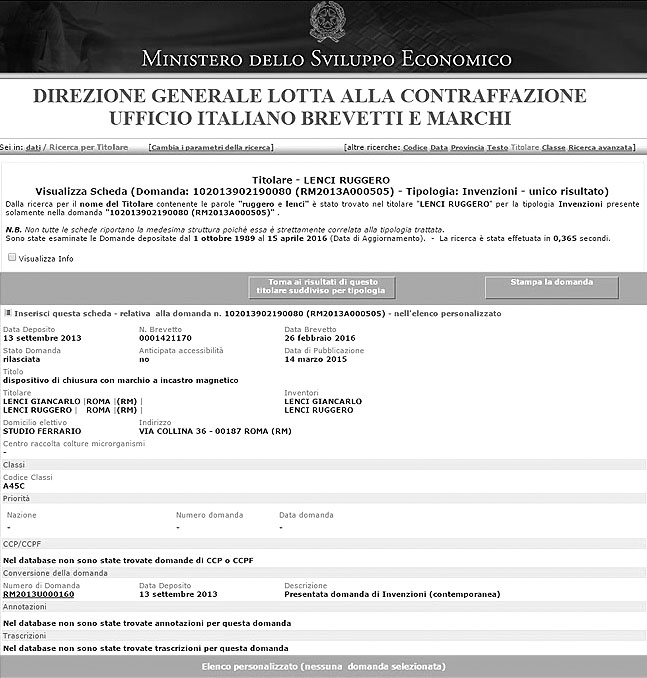 MINISTERO DELLO SVILUPPO ECONOMICO
DIREZIONE GENERALE LOTTA ALLA CONTRAFFAZIONE
UFFICIO ITALIANO BREVETTI E MARCHI
Sei in: dati / Ricerca per Titolare [Cambia i parametri della ricerca] [altre ricerche: Codice Data Provincia Testo Titolare Classe Ricerca avanzata]
Titolare - LENCI RUGGERO
Visualizza Scheda (Domanda: 102013902190080 (RM2013A000505) - Tipologia: Invenzioni - unico risultato)
Dalla ricerca per il nome del Titolare contenente le parole "ruggero e lenci" è stato trovato nel titolare "LENCI RUGGERO" per la tipologia Invenzioni presente
solamente nella domanda "102013902190080 (RM2013A000505)" .
N.B. Non tutte le schede riportano la medesima struttura poichè essa è strettamente correlata alla tipologia trattata.
Sono state esaminate le Domande depositate dal 1 ottobre 1989 al 15 aprile 2016 (Data di Aggiornamento). - La ricerca è stata effetuata in 0,365 secondi.
Visualizza Info
Torna ai risultati di questo
titolare suddiviso per tipologia
Stampa la domanda
Inserisci questa scheda - relativa alla domanda n. 102013902190080 (RM2013A000505) - nell'elenco personalizzato
Data Deposito N. Brevetto Data Brevetto
13 settembre 2013 0001421170 26 febbraio 2016
Stato Domanda Anticipata accessibilità Data di Pubblicazione
rilasciata no 14 marzo 2015
Titolo
dispositivo di chiusura con marchio a incastro magnetico
Titolare Inventori
LENCI GIANCARLO |ROMA |(RM) | LENCI GIANCARLO
LENCI RUGGERO | ROMA |(RM) | LENCI RUGGERO
Domicilio elettivo Indirizzo
STUDIO FERRARIO VIA COLLINA 36 - 00187 ROMA (RM)
Centro raccolta colture microrganismi
-
Classi
Codice Classi
A45C
Priorità
Nazione Numero domanda Data domanda
- - -
CCP/CCPF
Nel database non sono state trovate domande di CCP o CCPF
Conversione della domanda
Numero di Domanda Data Deposito Descrizione
RM2013U000160 13 settembre 2013 Presentata domanda di Invenzioni (contemporanea)
Annotazioni
Nel database non sono state trovate annotazioni per questa domanda
Trascrizioni
Nel database non sono state trovate trascrizioni per questa domanda
Elenco personalizzato (nessuna domanda selezionata)